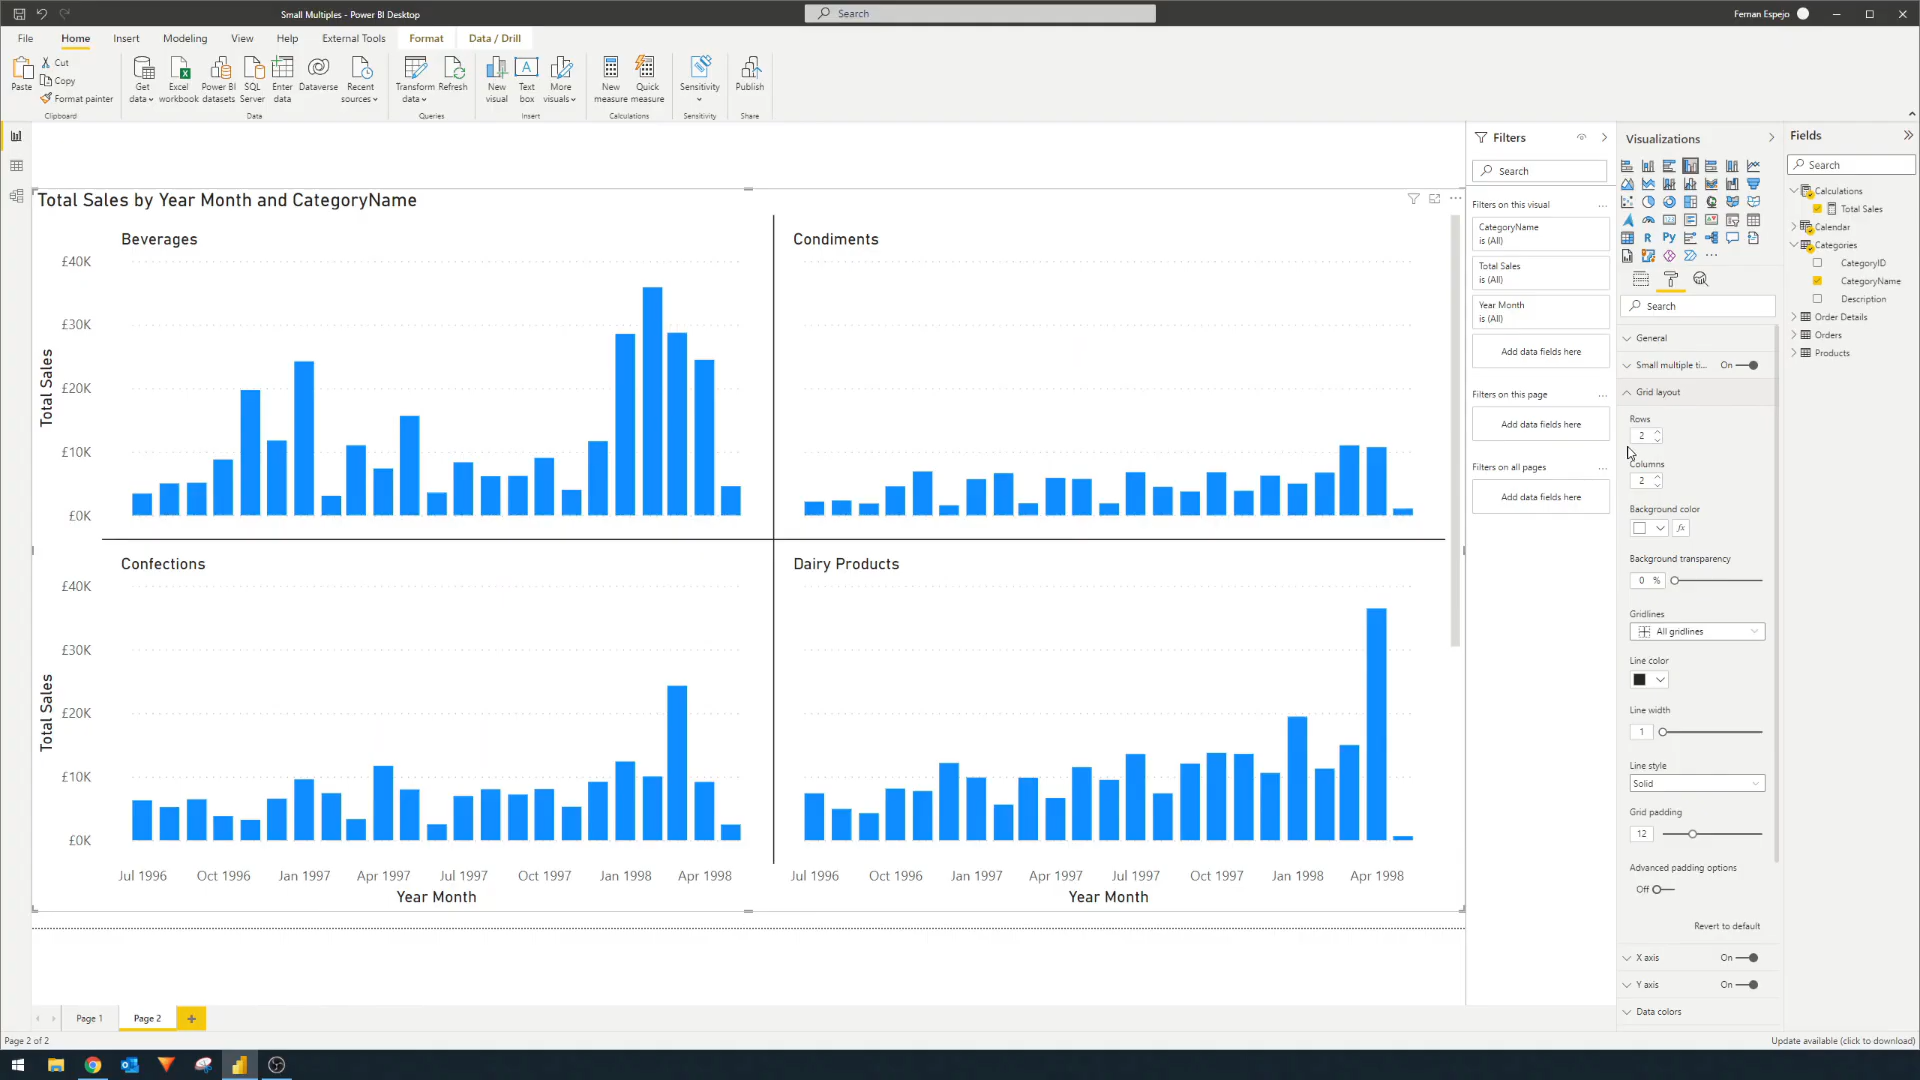 Small Multiples - Power BI Desktop
Search
Fernan Espejo
File
Home
Insert
Modeling
View
Help
External Tools
Format
Data / Drill
Paste
Cut
Copy
Format painter
Clipboard
Get data
Excel workbook
Power BI datasets
SQL Server
Enter data
Dataverse
Recent sources
Data
Transform data
Refresh
Queries
New visual
Text box
More visuals
Insert
New measure
Quick measure
Calculations
Sensitivity
Sensitivity
Publish
Share
Total Sales by Year Month and CategoryName
Beverages
Condiments
£40K
£30K
£20K
£10K
£0K
Total Sales
Confections
Dairy Products
£40K
£30K
£20K
£10K
£0K
Total Sales
Jul 1996
Oct 1996
Jan 1997
Apr 1997
Jul 1997
Oct 1997
Jan 1998
Apr 1998
Year Month
Jul 1996
Oct 1996
Jan 1997
Apr 1997
Jul 1997
Oct 1997
Jan 1998
Apr 1998
Year Month
Filters
Search
Filters on this visual
CategoryName
is (All)
Total Sales
is (All)
Year Month
is (All)
Add data fields here
Filters on this page
Add data fields here
Filters on all pages
Add data fields here
Visualizations
R
Py
Search
General
Small multiple ti...
On
Grid layout
Rows
2
Columns
2
Background color
fx
Background transparency
0 %
Gridlines
All gridlines
Line color
Line width
1
Line style
Solid
Grid padding
12
Advanced padding options
Off
Revert to default
X axis
On
Y axis
On
Data colors
Fields
Search
Calculations
Total Sales
Calendar
Categories
CategoryID
CategoryName
Description
Order Details
Orders
Products
Page 1
Page 2
Page 2 of 2
Update available (click to download)